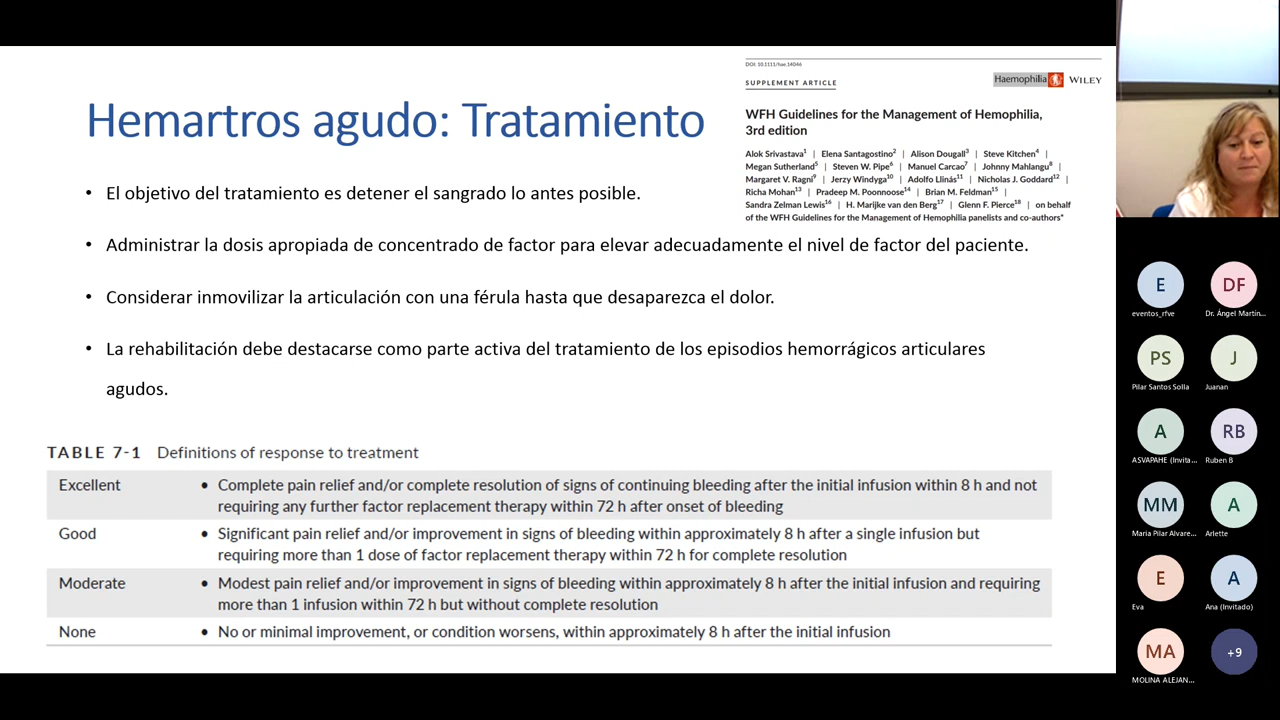 Hemartros agudo: Tratamiento
DOI: 10.1111/hae.14046
SUPPLEMENT ARTICLE
Haemophilia
WILEY
WFH Guidelines for the Management of Hemophilia,
3rd edition
Alok Srivastava1 | Elena Santagostino2 | Alison Dougall3 | Steve Kitchen4 |
Megan Sutherland5 | Steven W. Pipe6 | Manuel Carcao7 | Johnny Mahlangu8 |
Margaret V. Ragni9 | Jerzy Windyga10 | Adolfo Llinás11 | Nicholas J. Goddard12 |
Richa Mohan13 | Pradeep M. Poonnoose14 | Brian M. Feldman15 |
Sandra Zelman Lewis16 | H. Marijke van den Berg17 | Glenn F. Pierce18 | on behalf
of the WFH Guidelines for the Management of Hemophilia panelists and co-authors*
• El objetivo del tratamiento es detener el sangrado lo antes posible.
• Administrar la dosis apropiada de concentrado de factor para elevar adecuadamente el nivel de factor del paciente.
• Considerar inmovilizar la articulación con una férula hasta que desaparezca el dolor.
• La rehabilitación debe destacarse como parte activa del tratamiento de los episodios hemorrágicos articulares
agudos.
TABLE 7-1 Definitions of response to treatment
Excellent • Complete pain relief and/or complete resolution of signs of continuing bleeding after the initial infusion within 8 h and not
requiring any further factor replacement therapy within 72 h after onset of bleeding
Good • Significant pain relief and/or improvement in signs of bleeding within approximately 8 h after a single infusion but
requiring more than 1 dose of factor replacement therapy within 72 h for complete resolution
Moderate • Modest pain relief and/or improvement in signs of bleeding within approximately 8 h after the initial infusion and requiring
more than 1 infusion within 72 h but without complete resolution
None • No or minimal improvement, or condition worsens, within approximately 8 h after the initial infusion
E DF
eventos_rfve Dr. Ángel Martin...
PS J
Pilar Santos Solla Juanan
A RB
ASVAPAHE (Invita... Ruben B
MM A
Maria Pilar Alvare... Arlette
E A
Eva Ana (Invitado)
MA +9
MOLINA ALEJAN...